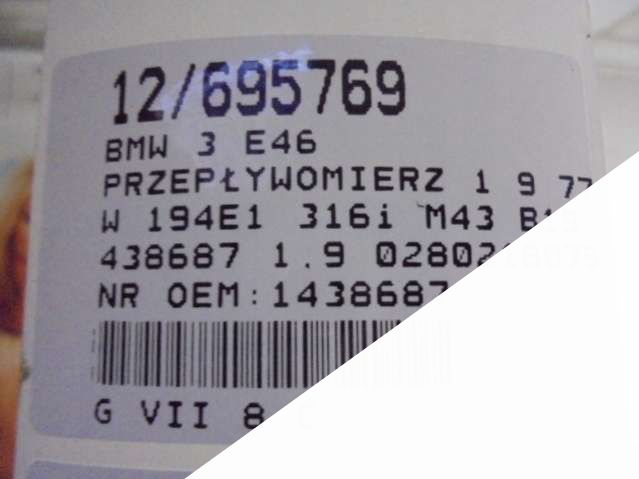 12/695769
BMW 3 E46
PRZEPŁYWOMIERZ 1 9 77
W 194E1 316i M43
438687 1.9
NR OEM:1438687
G VII 8